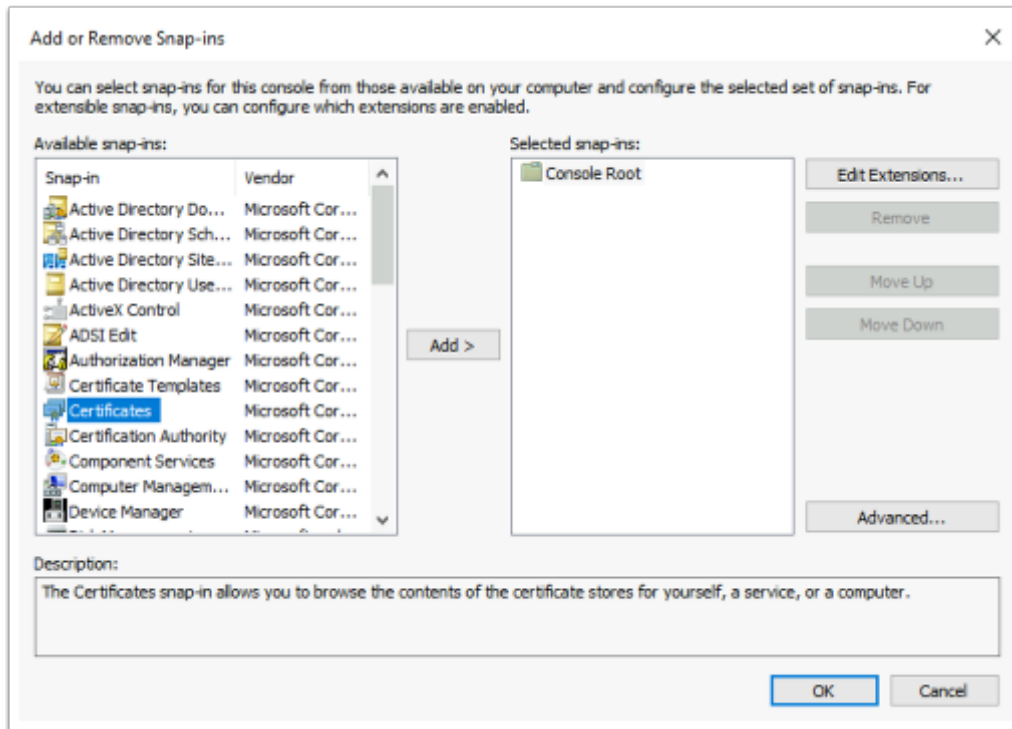 Add or Remove Snap-ins
You can select snap-ins for this console from those available on your computer and configure the selected set of snap-ins. For
extensible snap-ins, you can configure which extensions are enabled.
Available snap-ins:
Selected snap-ins:
Snap-in Vendor
Active Directory Do... Microsoft Cor...
Active Directory Sch... Microsoft Cor...
Active Directory Site... Microsoft Cor...
Active Directory Use... Microsoft Cor...
ActiveX Control Microsoft Cor...
ADSI Edit Microsoft Cor...
Authorization Manager Microsoft Cor...
Certificate Templates Microsoft Cor...
Certificates Microsoft Cor...
Certification Authority Microsoft Cor...
Component Services Microsoft Cor...
Computer Managem... Microsoft Cor...
Device Manager Microsoft Cor...
Add >
Console Root
Edit Extensions...
Remove
Move Up
Move Down
Advanced...
Description:
The Certificates snap-in allows you to browse the contents of the certificate stores for yourself, a service, or a computer.
OK
Cancel